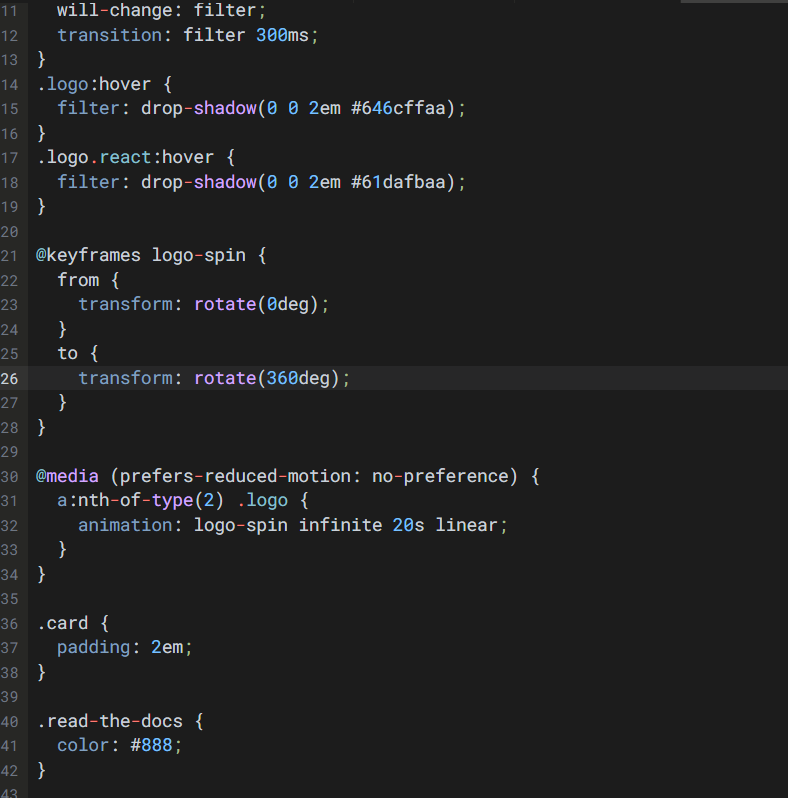 11   will-change: filter;
12   transition: filter 300ms;
13 }
14 .logo:hover {
15   filter: drop-shadow(0 0 2em #646cffaa);
16 }
17 .logo.react:hover {
18   filter: drop-shadow(0 0 2em #61dafbaa);
19 }
20
21 @keyframes logo-spin {
22   from {
23     transform: rotate(0deg);
24   }
25   to {
26     transform: rotate(360deg);
27   }
28 }
29
30 @media (prefers-reduced-motion: no-preference) {
31   a:nth-of-type(2) .logo {
32     animation: logo-spin infinite 20s linear;
33   }
34 }
35
36 .card {
37   padding: 2em;
38 }
39
40 .read-the-docs {
41   color: #888;
42 }
43